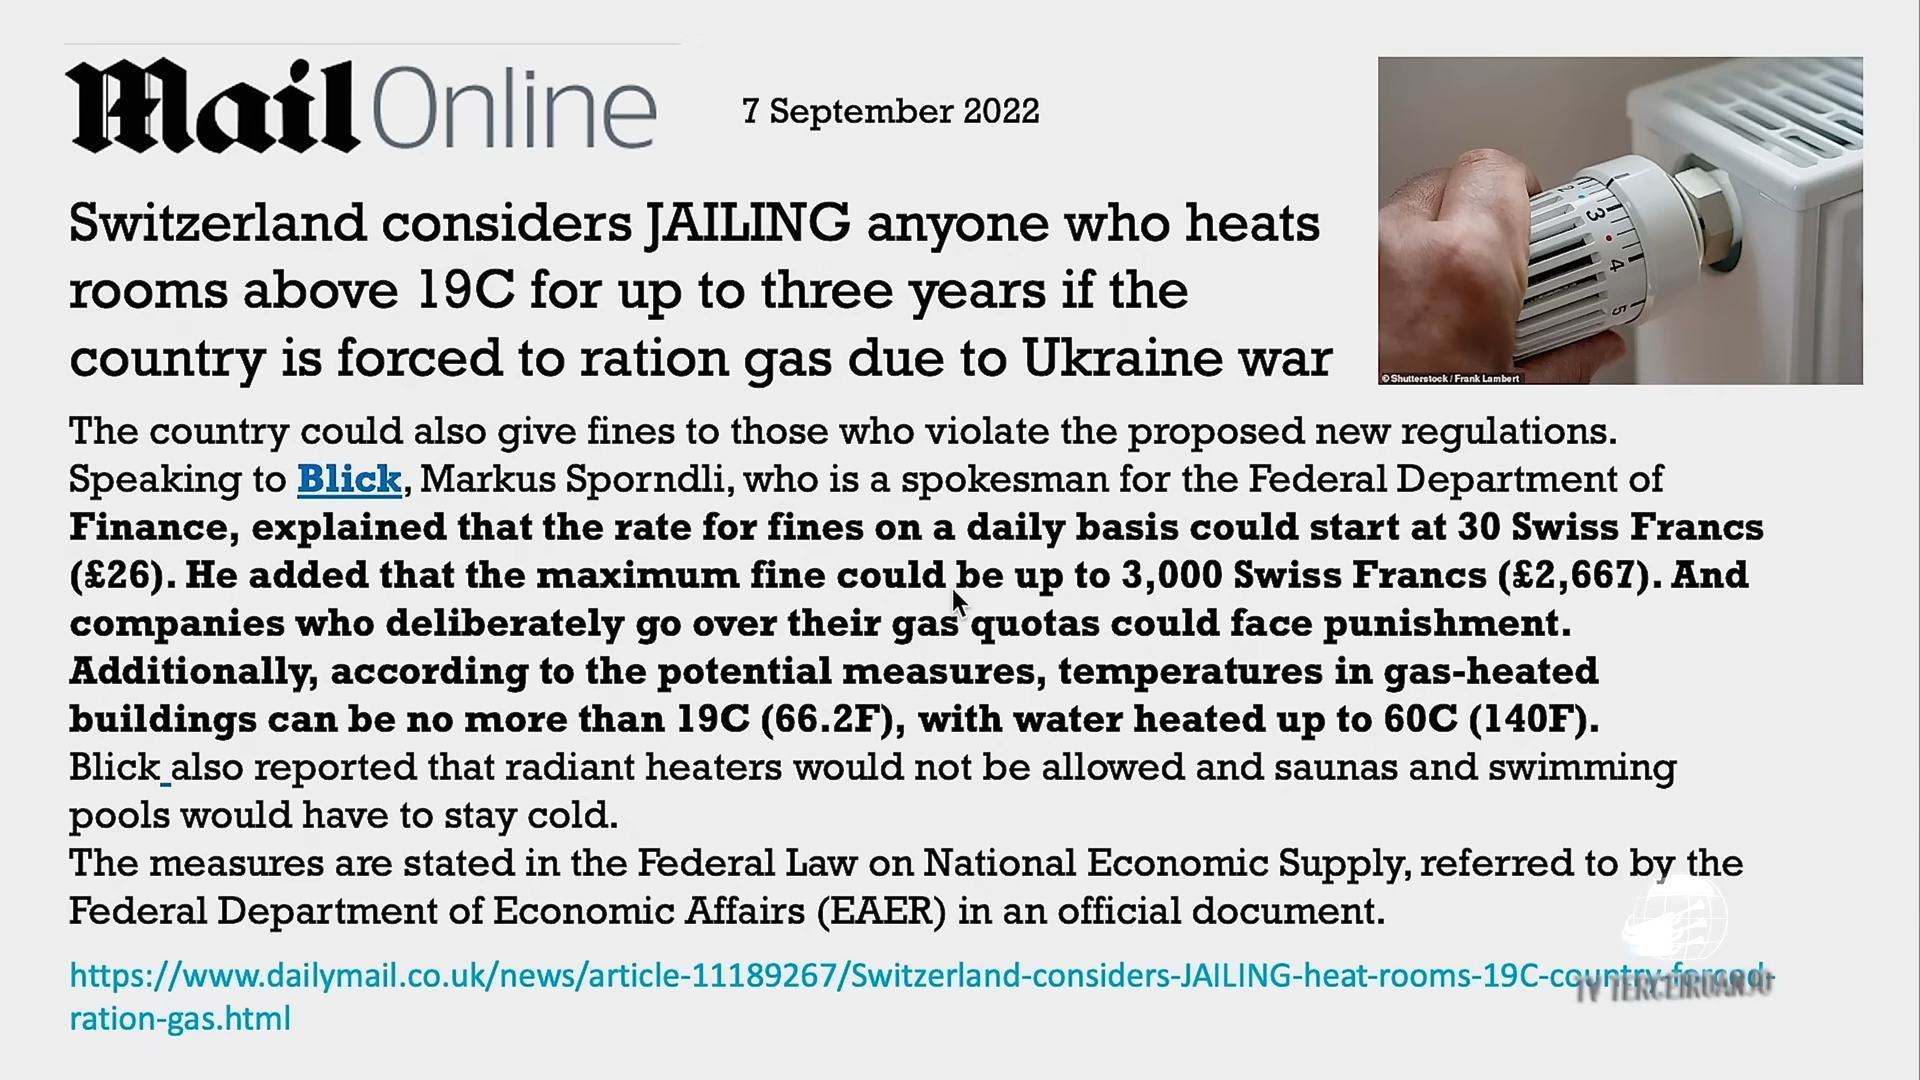 Mail Online
7 September 2022
Switzerland considers JAILING anyone who heats
rooms above 19C for up to three years if the
country is forced to ration gas due to Ukraine war
2
3
4
5
© Shutterstock / Frank Lambert
The country could also give fines to those who violate the proposed new regulations.
Speaking to Blick, Markus Sporndli, who is a spokesman for the Federal Department of
Finance, explained that the rate for fines on a daily basis could start at 30 Swiss Francs
(£26). He added that the maximum fine could be up to 3,000 Swiss Francs (£2,667). And
companies who deliberately go over their gas quotas could face punishment.
Additionally, according to the potential measures, temperatures in gas-heated
buildings can be no more than 19C (66.2F), with water heated up to 60C (140F).
Blick also reported that radiant heaters would not be allowed and saunas and swimming
pools would have to stay cold.
The measures are stated in the Federal Law on National Economic Supply, referred to by the
Federal Department of Economic Affairs (EAER) in an official document.
https://www.dailymail.co.uk/news/article-11189267/Switzerland-considers-JAILING-heat-rooms-19C-country-forced-
ration-gas.html
TV TERCEIROANJO